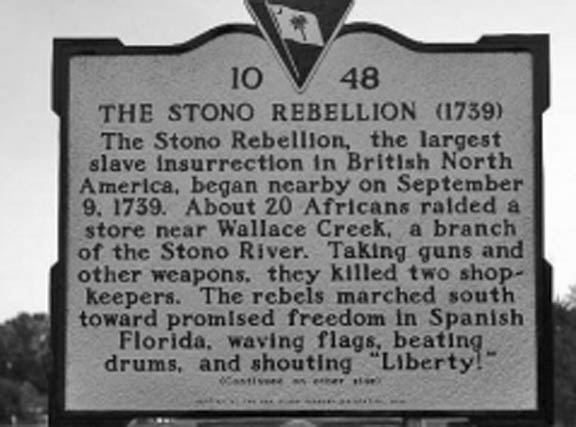 10 48
THE STONO REBELLION (1739)
The Stono Rebellion, the largest
slave insurrection in British North
America, began nearby on September
9, 1739. About 20 Africans raided a
store near Wallace Creek, a branch
of the Stono River. Taking guns and
other weapons, they killed two shop-
keepers. The rebels marched south
toward promised freedom in Spanish
Florida, waving flags, beating
drums, and shouting "Liberty!"
(Continued on other side)